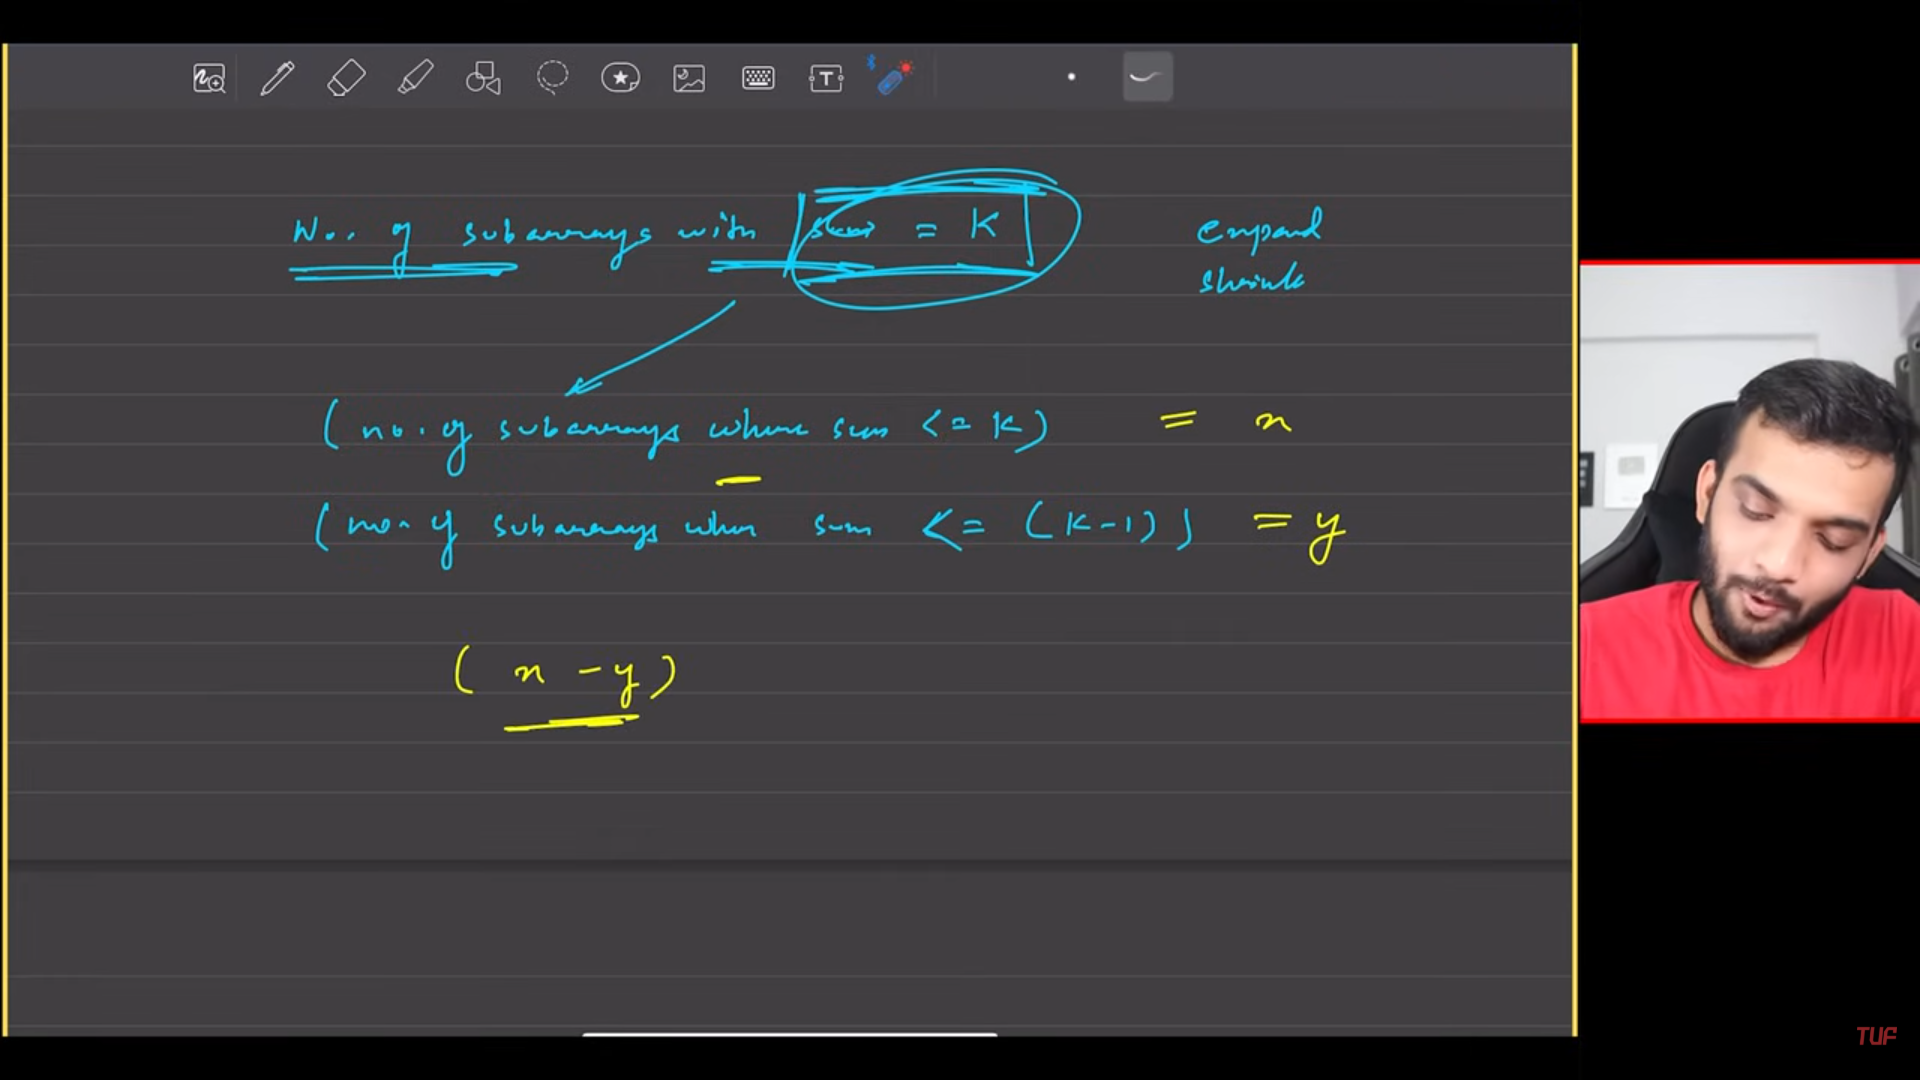 No. of subarrays with sum = K
expand
shrink
(no. of subarrays where sum <= K) = x
(no. of subarrays where sum <= (K-1)) = y
(x - y)
T
TUF